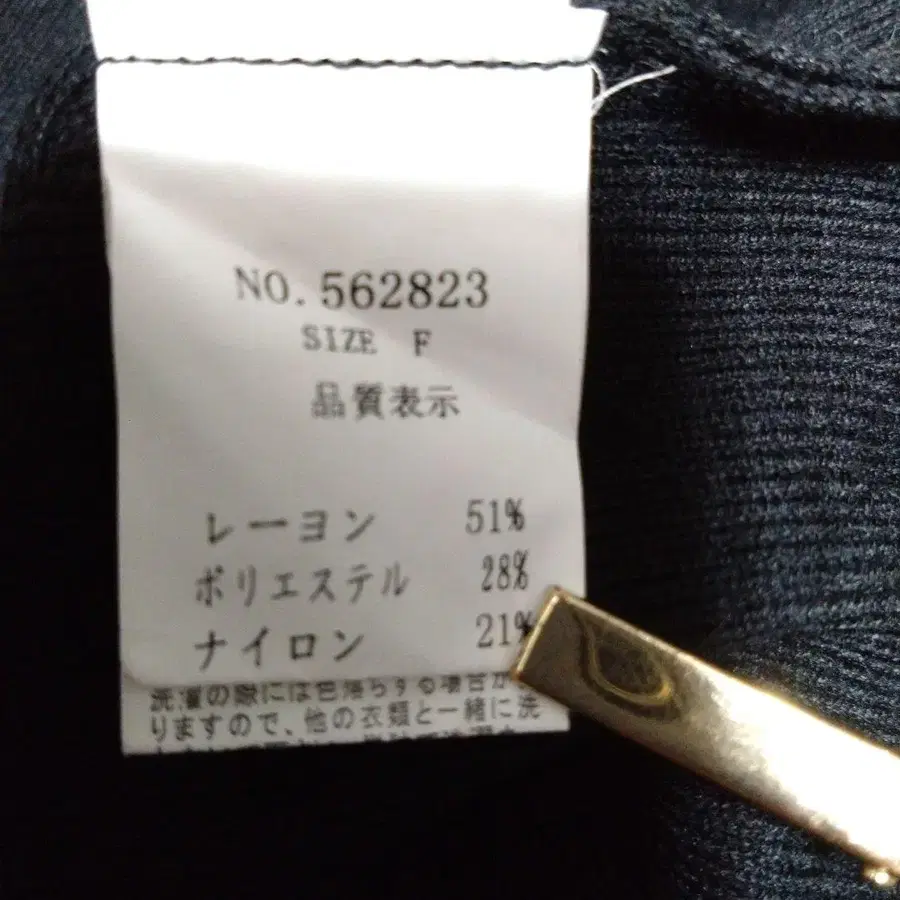 NO. 562823
SIZE F
品質表示
レーヨン 51%
ポリエステル 28%
ナイロン 21%
洗濯の際には色落ちする場合が
りますので、他の衣類と一緒に洗